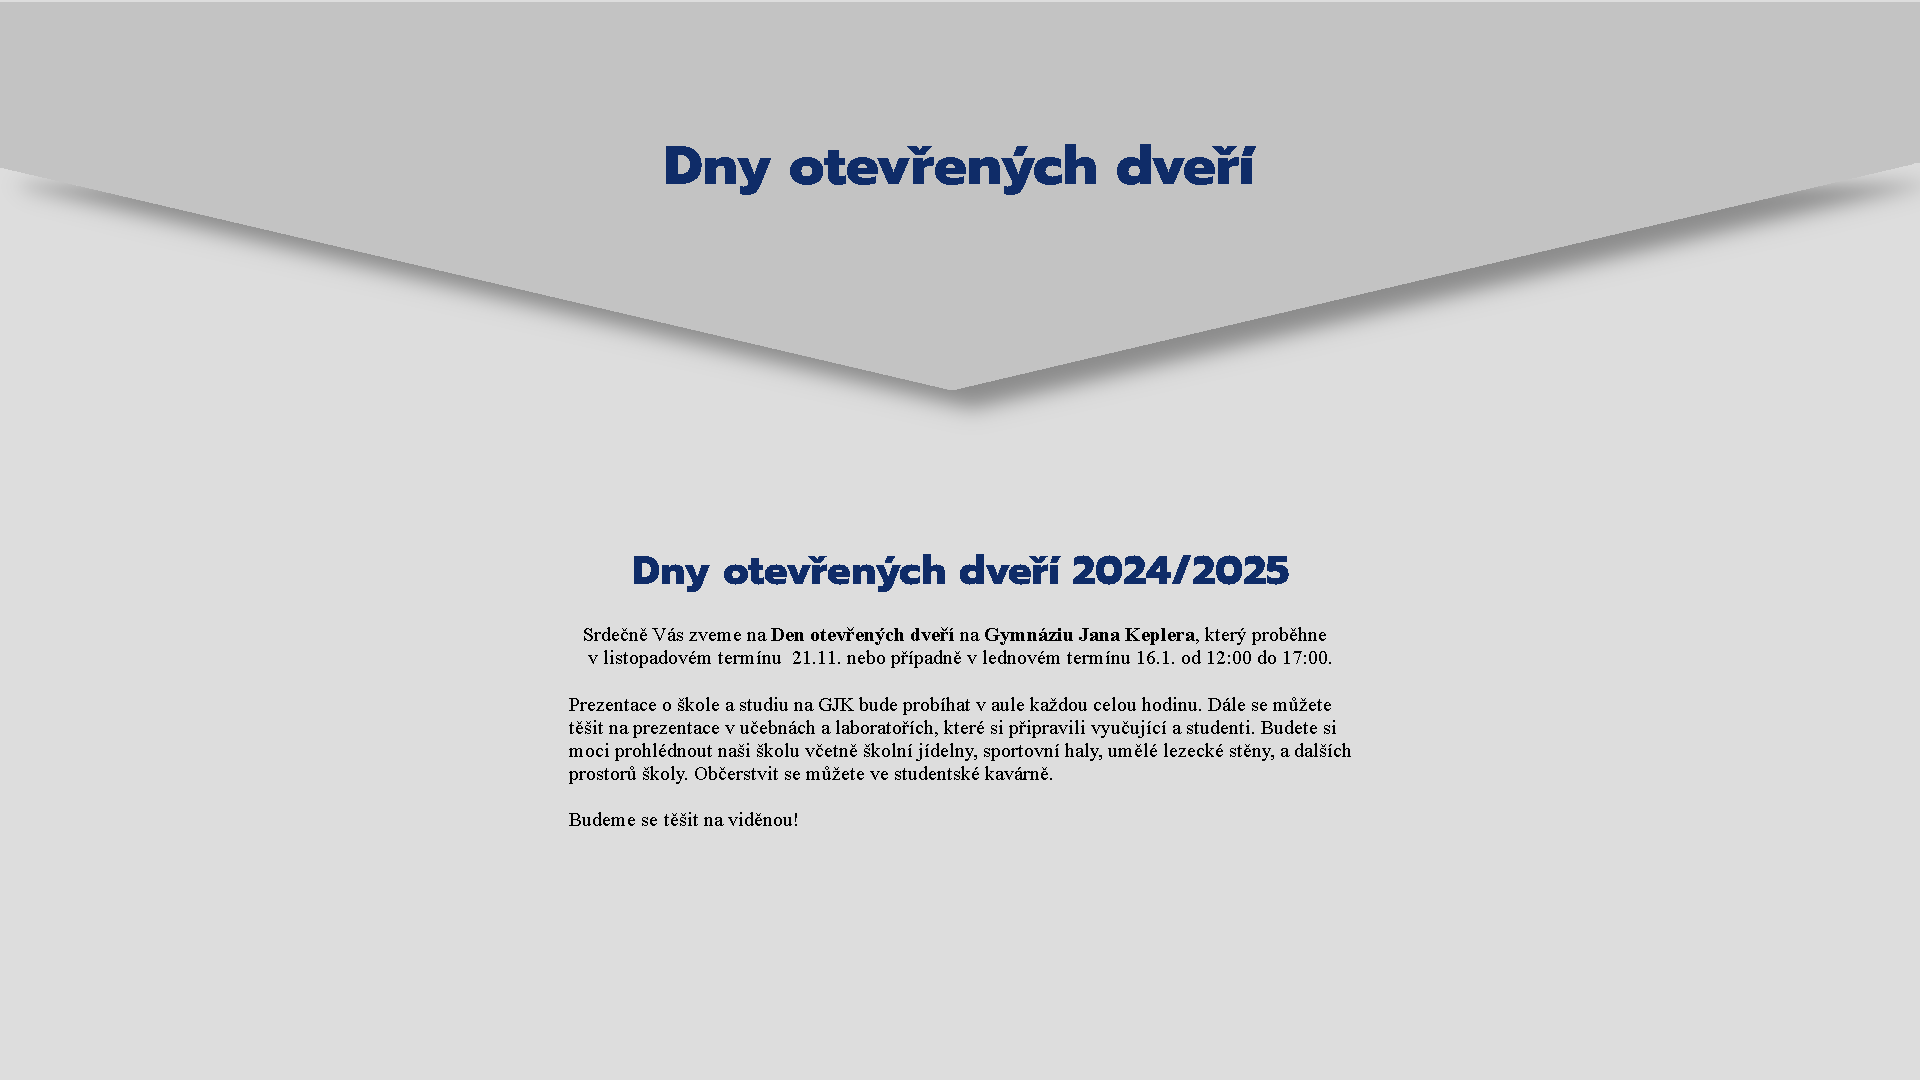 Dny otevřených dveří
Dny otevřených dveří 2024/2025
Srdečně Vás zveme na Den otevřených dveří na Gymnáziu Jana Keplera, který proběhne
v listopadovém termínu  21.11. nebo případně v lednovém termínu 16.1. od 12:00 do 17:00.
Prezentace o škole a studiu na GJK bude probíhat v aule každou celou hodinu. Dále se můžete
těšit na prezentace v učebnách a laboratořích, které si připravili vyučující a studenti. Budete si
moci prohlédnout naši školu včetně školní jídelny, sportovní haly, umělé lezecké stěny, a dalších
prostorů školy. Občerstvit se můžete ve studentské kavárně.
Budeme se těšit na viděnou!